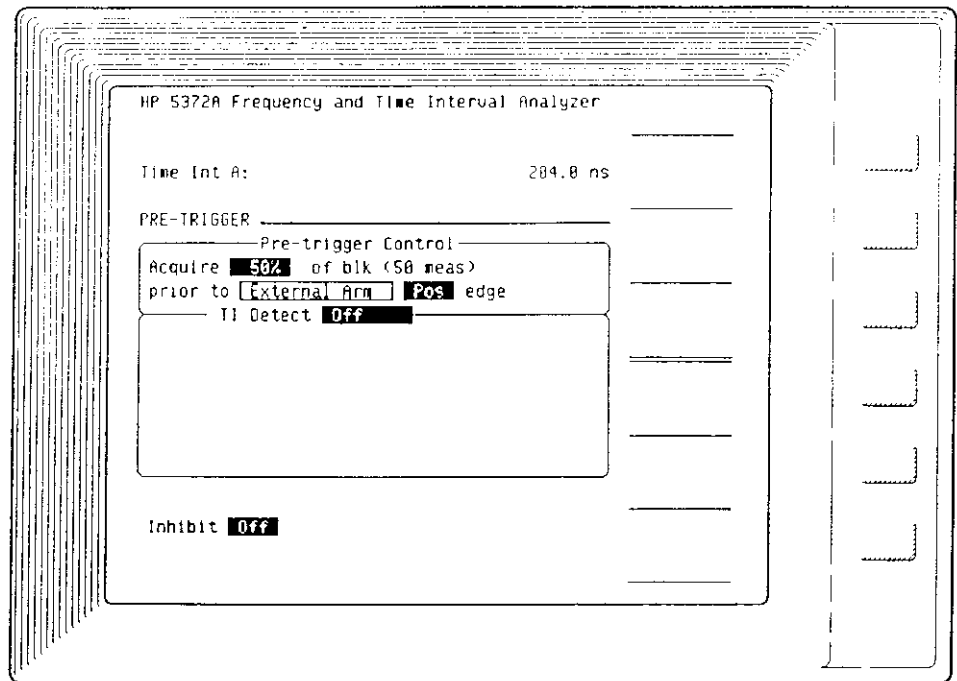 HP 5372A Frequency and Time Interval Analyzer
Time Int A: 204.0 ns
PRE-TRIGGER
Pre-trigger Control
Acquire 50% of blk (50 meas)
prior to External Arm Pos edge
TI Detect Off
Inhibit Off